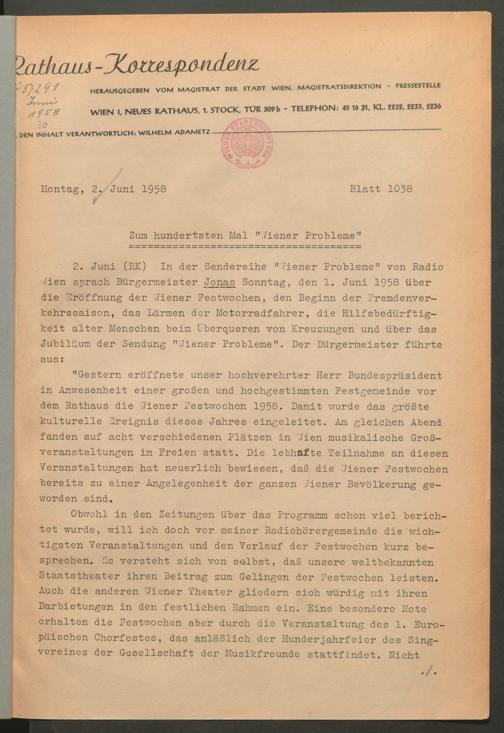 Rathaus-Korrespondenz
HERAUSGEGEBEN VOM MAGISTRAT DER STADT WIEN, MAGISTRATSDIREKTION - PRESSESTELLE
WIEN I, NEUES RATHAUS, 1. STOCK, TÜR 309 b - TELEPHON: 45 16 31, KL. 2232, 2233, 2236
DEN INHALT VERANTWORTLICH: WILHELM ADAMETZ
Juni
1958
30
Montag, 2. Juni 1958 Blatt 1038
Zum hundertsten Mal "Wiener Probleme"
2. Juni (RK) In der Sendereihe "Wiener Probleme" von Radio
Wien sprach Bürgermeister Jonas Sonntag, den 1. Juni 1958 über
die Eröffnung der Wiener Festwochen, den Beginn der Fremdenver-
kehrssaison, das Lärmen der Motorradfahrer, die Hilfsbedürftig-
keit alter Menschen beim Überqueren von Kreuzungen und über das
Jubiläum der Sendung "Wiener Probleme". Der Bürgermeister führte
aus:
"Gestern eröffnete unser hochverehrter Herr Bundespräsident
in Anwesenheit einer großen und hochgestimmten Festgemeinde vor
dem Rathaus die Wiener Festwochen 1958. Damit wurde das größte
kulturelle Ereignis dieses Jahres eingeleitet. Am gleichen Abend
fanden auf acht verschiedenen Plätzen in Wien musikalische Groß-
veranstaltungen im Freien statt. Die lebhafte Teilnahme an diesen
Veranstaltungen hat neuerlich bewiesen, daß die Wiener Festwochen
bereits zu einer Angelegenheit der ganzen Wiener Bevölkerung ge-
worden sind.
Obwohl in den Zeitungen über das Programm schon viel berich-
tet wurde, will ich doch vor meiner Radiohörergemeinde die wich-
tigsten Veranstaltungen und den Verlauf der Festwochen kurz be-
sprechen. Es versteht sich von selbst, daß unsere weltbekannten
Staatstheater ihren Beitrag zum Gelingen der Festwochen leisten.
Auch die anderen Wiener Theater gliedern sich würdig mit ihren
Darbietungen in den festlichen Rahmen ein. Eine besondere Note
erhalten die Festwochen aber durch die Veranstaltung des 1. Euro-
päischen Chorfestes, das anläßlich der Hunderjahrfeier des Sing-
vereines der Gesellschaft der Musikfreunde stattfindet. Nicht
./.